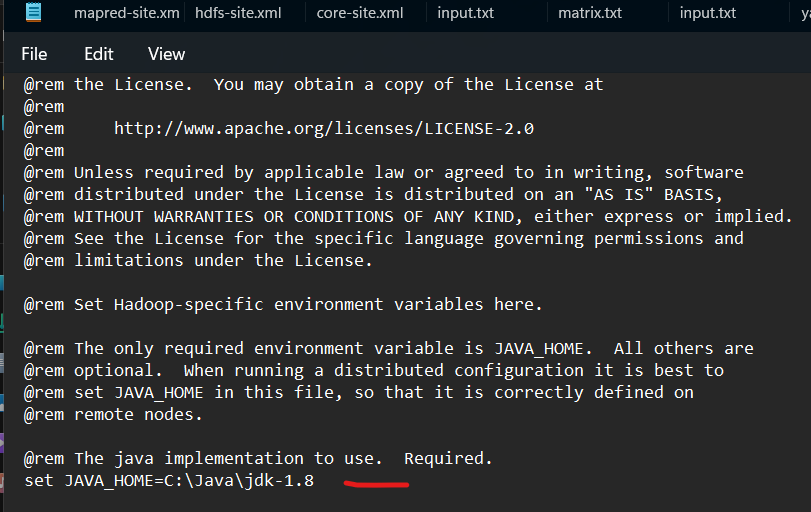 mapred-site.xm hdfs-site.xml core-site.xml input.txt matrix.txt input.txt
File Edit View
@rem the License.  You may obtain a copy of the License at
@rem
@rem     http://www.apache.org/licenses/LICENSE-2.0
@rem
@rem Unless required by applicable law or agreed to in writing, software
@rem distributed under the License is distributed on an "AS IS" BASIS,
@rem WITHOUT WARRANTIES OR CONDITIONS OF ANY KIND, either express or implied.
@rem See the License for the specific language governing permissions and
@rem limitations under the License.
@rem Set Hadoop-specific environment variables here.
@rem The only required environment variable is JAVA_HOME.  All others are
@rem optional.  When running a distributed configuration it is best to
@rem set JAVA_HOME in this file, so that it is correctly defined on
@rem remote nodes.
@rem The java implementation to use.  Required.
set JAVA_HOME=C:\Java\jdk-1.8